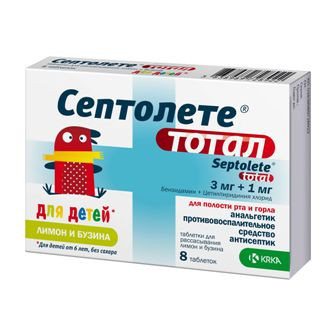 Септолете®
тотал
Septolete®
total
3 мг + 1 мг
Бензидамин + Цетилпиридиния хлорид
для полости рта и горла
анальгетик
противовоспалительное
средство
антисептик
для детей*
ЛИМОН И БУЗИНА
*Для детей от 6 лет, без сахара
таблетки для
рассасывания
лимон и бузина
8 таблеток
KRKA